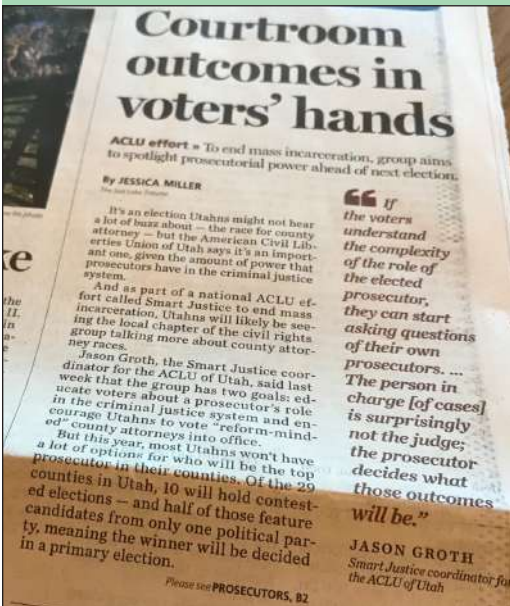 Courtroom
outcomes in
voters' hands
ACLU effort » To end mass incarceration, group aims
to spotlight prosecutorial power ahead of next election.
By JESSICA MILLER
The Salt Lake Tribune
It's an election Utahns might not hear
a lot of buzz about — the race for county
attorney — but the American Civil Lib-
erties Union of Utah says it's an import-
ant one, given the amount of power that
prosecutors have in the criminal justice
system.
And as part of a national ACLU ef-
fort called Smart Justice to end mass
incarceration, Utahns will likely be see-
ing the local chapter of the civil rights
group talking more about county attor-
ney races.
Jason Groth, the Smart Justice coor-
dinator for the ACLU of Utah, said last
week that the group has two goals: ed-
ucate voters about a prosecutor's role
in the criminal justice system and en-
courage Utahns to vote "reform-mind-
ed" county attorneys into office.
But this year, most Utahns won't have
a lot of options for who will be the top
prosecutor in their counties. Of the 29
counties in Utah, 10 will hold contest-
ed elections — and half of those feature
candidates from only one political par-
ty, meaning the winner will be decided
in a primary election.
Please see PROSECUTORS, B2
“ If
the voters
understand
the complexity
of the role of
the elected
prosecutor,
they can start
asking questions
of their own
prosecutors. ...
The person in
charge [of cases]
is surprisingly
not the judge;
the prosecutor
decides what
those outcomes
will be.”
JASON GROTH
Smart Justice coordinator for
the ACLU of Utah
the
II.
in